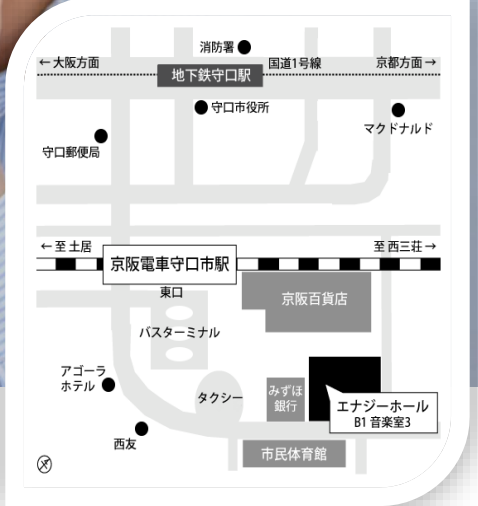 消防署
← 大阪方面
国道1号線
京都方面 →
地下鉄守口駅
守口市役所
マクドナルド
守口郵便局
← 至 土居
至 西三荘 →
京阪電車守口市駅
東口
京阪百貨店
バスターミナル
アゴーラ
ホテル
タクシー
みずほ
銀行
エナジーホール
B1 音楽室3
西友
市民体育館